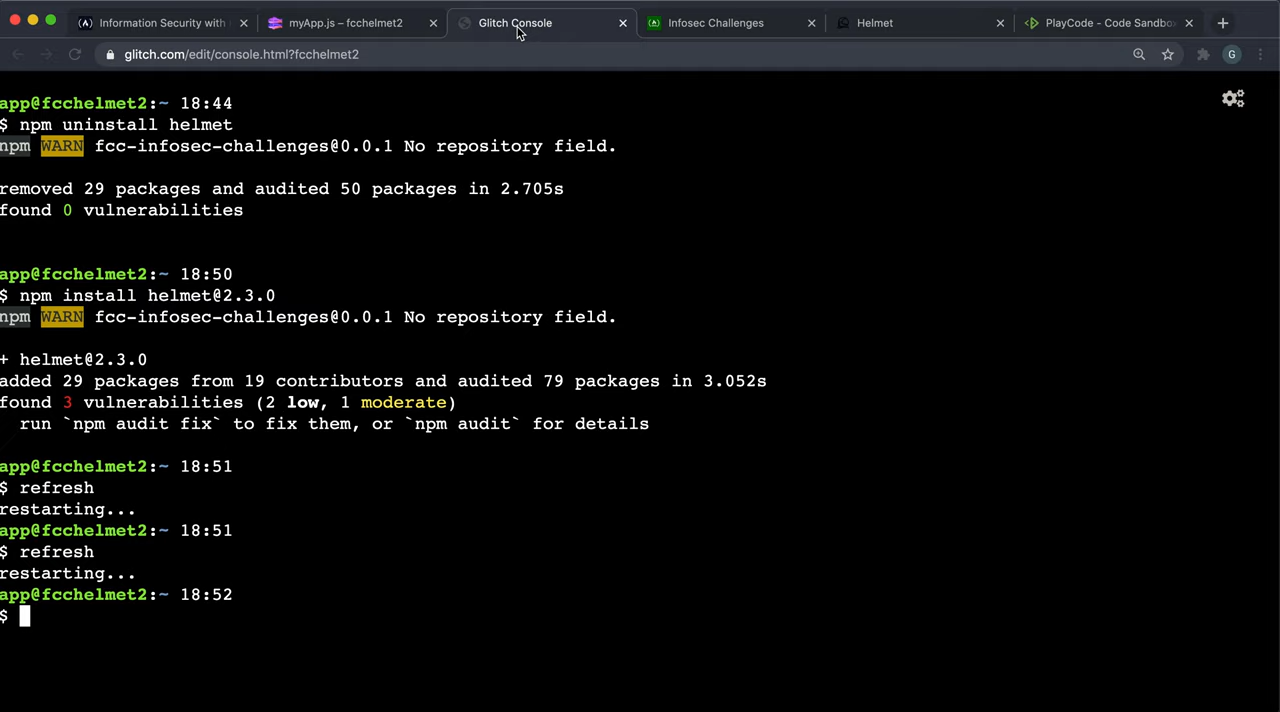 Information Security with
myApp.js – fcchelmet2
Glitch Console
Infosec Challenges
Helmet
PlayCode - Code Sandbo
glitch.com/edit/console.html?fcchelmet2
G
app@fcchelmet2:~ 18:44
$ npm uninstall helmet
npm WARN fcc-infosec-challenges@0.0.1 No repository field.
removed 29 packages and audited 50 packages in 2.705s
found 0 vulnerabilities
app@fcchelmet2:~ 18:50
$ npm install helmet@2.3.0
npm WARN fcc-infosec-challenges@0.0.1 No repository field.
+ helmet@2.3.0
added 29 packages from 19 contributors and audited 79 packages in 3.052s
found 3 vulnerabilities (2 low, 1 moderate)
run `npm audit fix` to fix them, or `npm audit` for details
app@fcchelmet2:~ 18:51
$ refresh
restarting...
app@fcchelmet2:~ 18:51
$ refresh
restarting...
app@fcchelmet2:~ 18:52
$